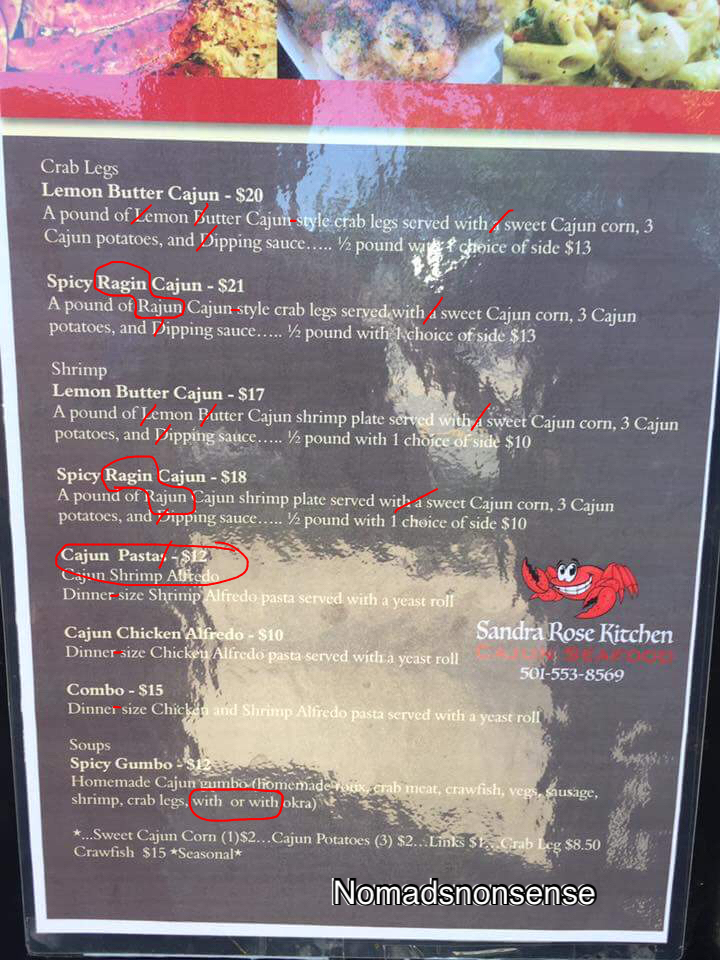 Crab Legs
Lemon Butter Cajun - $20
A pound of Lemon Butter Cajun style crab legs served with a sweet Cajun corn, 3
Cajun potatoes, and Dipping sauce..... ½ pound with 1 choice of side $13
Spicy Ragin Cajun - $21
A pound of Rajun Cajun style crab legs served with a sweet Cajun corn, 3 Cajun
potatoes, and Dipping sauce..... ½ pound with 1 choice of side $13
Shrimp
Lemon Butter Cajun - $17
A pound of Lemon Butter Cajun shrimp plate served with a sweet Cajun corn, 3 Cajun
potatoes, and Dipping sauce..... ½ pound with 1 choice of side $10
Spicy Ragin Cajun - $18
A pound of Rajun Cajun shrimp plate served with a sweet Cajun corn, 3 Cajun
potatoes, and Dipping sauce..... ½ pound with 1 choice of side $10
Cajun Pastas - $12
Cajun Shrimp Alfredo
Dinner size Shrimp Alfredo pasta served with a yeast roll
Cajun Chicken Alfredo - $10
Dinner size Chicken Alfredo pasta served with a yeast roll
Combo - $15
Dinner size Chicken and Shrimp Alfredo pasta served with a yeast roll
Sandra Rose Kitchen
CAJUN SEAFOOD
501-553-8569
Soups
Spicy Gumbo - $12
Homemade Cajun gumbo (homemade roux, crab meat, crawfish, vegs, sausage,
shrimp, crab legs, with or with okra)
★...Sweet Cajun Corn (1)$2...Cajun Potatoes (3) $2...Links $1...Crab Leg $8.50
Crawfish $15 ★Seasonal★
Nomadsnonsense